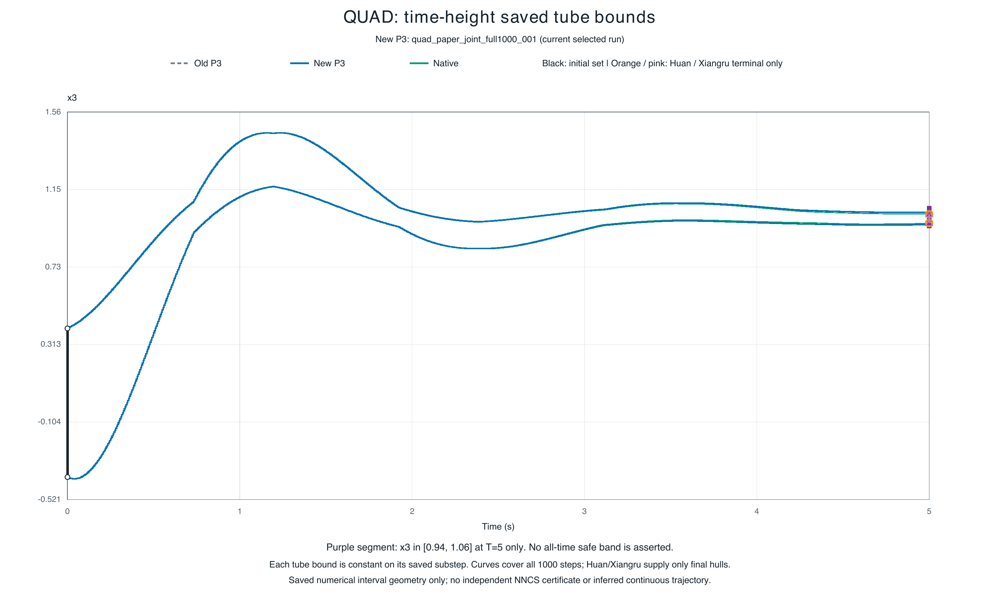 QUAD: time-height saved tube bounds
New P3: quad_paper_joint_full1000_001 (current selected run)
Old P3
New P3
Native
Black: initial set | Orange / pink: Huan / Xiangru terminal only
x3
1.56
1.15
0.73
0.313
-0.104
-0.521
0
1
2
3
4
5
Time (s)
Purple segment: x3 in [0.94, 1.06] at T=5 only. No all-time safe band is asserted.
Each tube bound is constant on its saved substep. Curves cover all 1000 steps; Huan/Xiangru supply only final hulls.
Saved numerical interval geometry only; no independent NNCS certificate or inferred continuous trajectory.